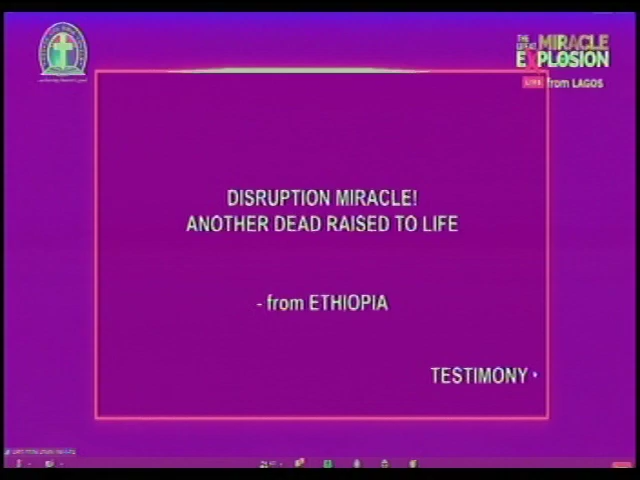 THE GREAT MIRACLE
EXPLOSION
LIVE from LAGOS
DISRUPTION MIRACLE!
ANOTHER DEAD RAISED TO LIFE
- from ETHIOPIA
TESTIMONY